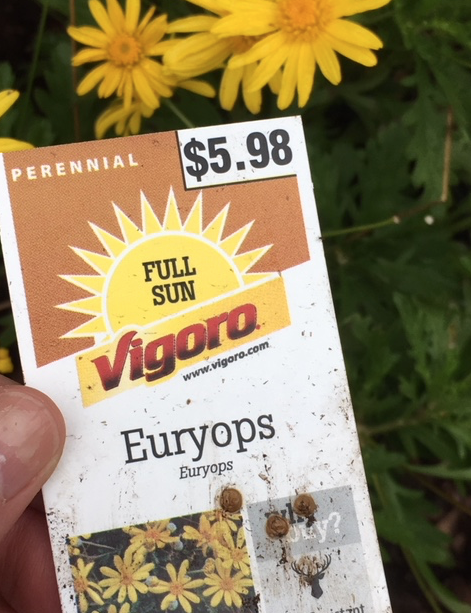 PERENNIAL
$5.98
FULL
SUN
Vigoro
www.vigoro.com
Euryops
Euryops